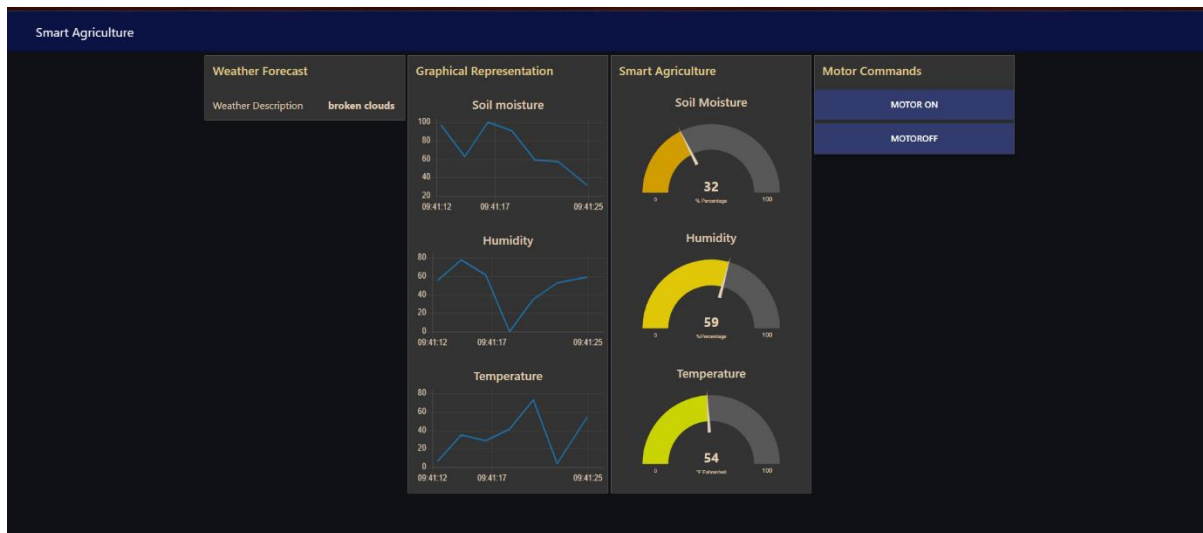 Smart Agriculture
Weather Forecast
Weather Description broken clouds
Graphical Representation
Soil moisture
100
80
60
40
20
09:41:12 09:41:17 09:41:25
Humidity
80
60
40
20
0
09:41:12 09:41:17 09:41:25
Temperature
80
60
40
20
0
09:41:12 09:41:17 09:41:25
Smart Agriculture
Soil Moisture
32
0 % Percentage 100
Humidity
59
0 %Percentage 100
Temperature
54
0 °F Fahrenheit 100
Motor Commands
MOTOR ON
MOTOROFF